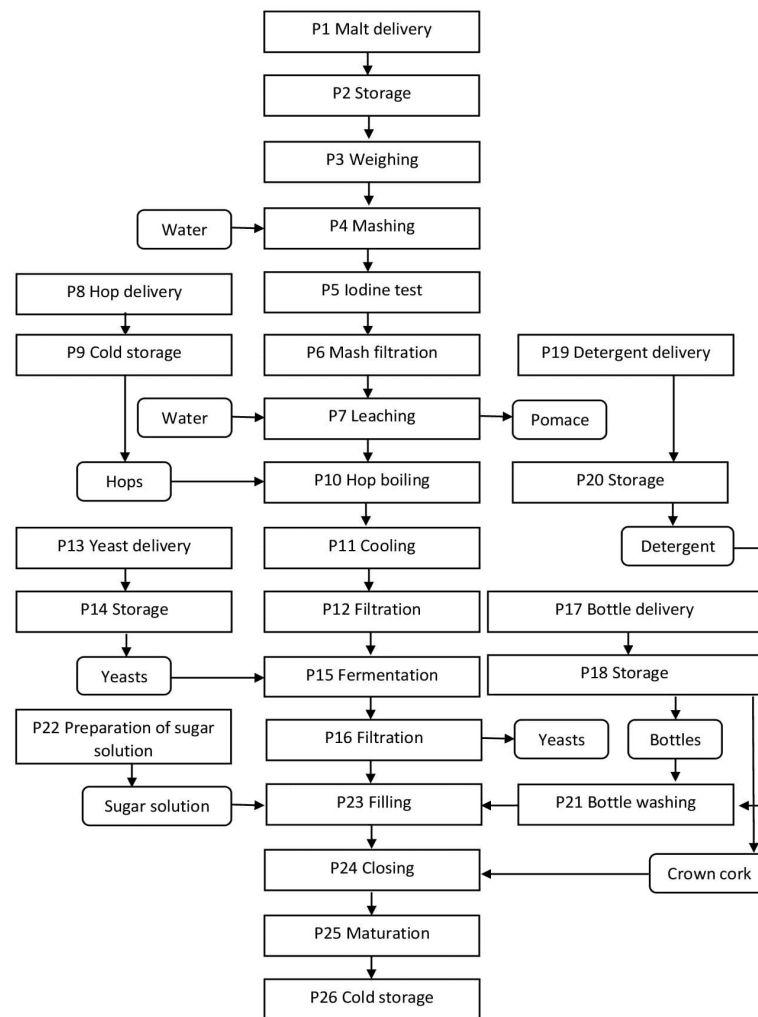 P1 Malt delivery
P2 Storage
P3 Weighing
Water
P4 Mashing
P8 Hop delivery
P5 Iodine test
P9 Cold storage
P6 Mash filtration
P19 Detergent delivery
Water
P7 Leaching
Pomace
Hops
P10 Hop boiling
P20 Storage
P13 Yeast delivery
P11 Cooling
Detergent
P14 Storage
P12 Filtration
P17 Bottle delivery
Yeasts
P15 Fermentation
P18 Storage
P22 Preparation of sugar
solution
P16 Filtration
Yeasts
Bottles
Sugar solution
P23 Filling
P21 Bottle washing
P24 Closing
Crown cork
P25 Maturation
P26 Cold storage